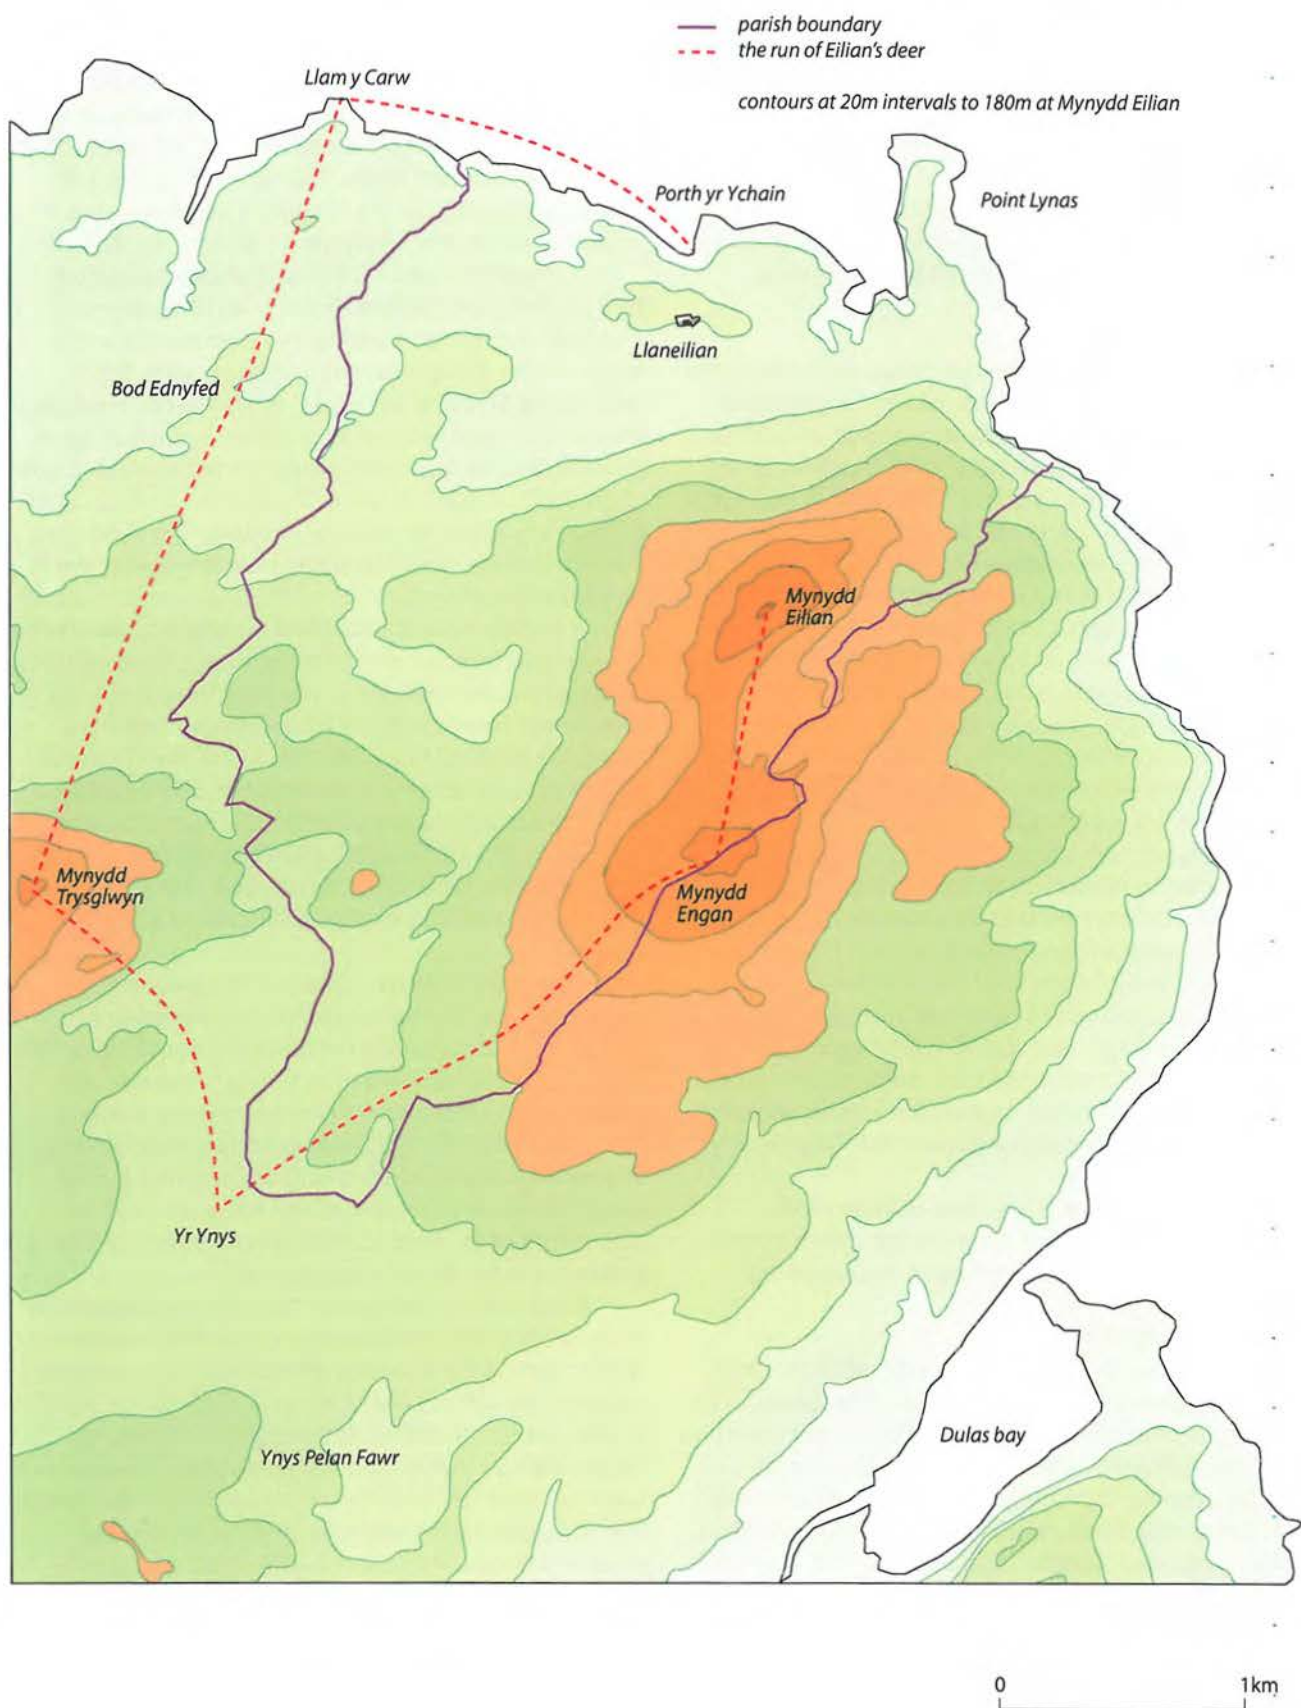 parish boundary
the run of Eilian's deer
contours at 20m intervals to 180m at Mynydd Eilian
Llam y Carw
Porth yr Ychain
Point Lynas
Llaneilian
Bod Ednyfed
Mynydd
Eilian
Mynydd
Trysglwyn
Mynydd
Engan
Yr Ynys
Ynys Pelan Fawr
Dulas bay
0
1km